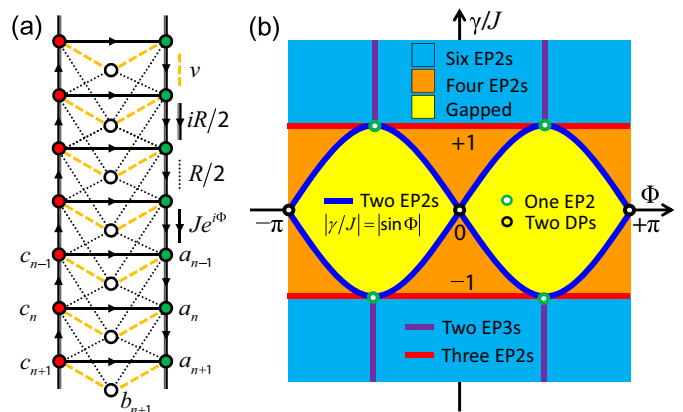 (a)
v
iR/2
R/2
Je^{iΦ}
c_{n−1}
a_{n−1}
c_n
a_n
c_{n+1}
a_{n+1}
b_{n+1}
(b)
γ/J
Six EP2s
Four EP2s
Gapped
+1
Φ
Two EP2s
|γ/J|=|sinΦ|
One EP2
Two DPs
−π
0
+π
−1
Two EP3s
Three EP2s